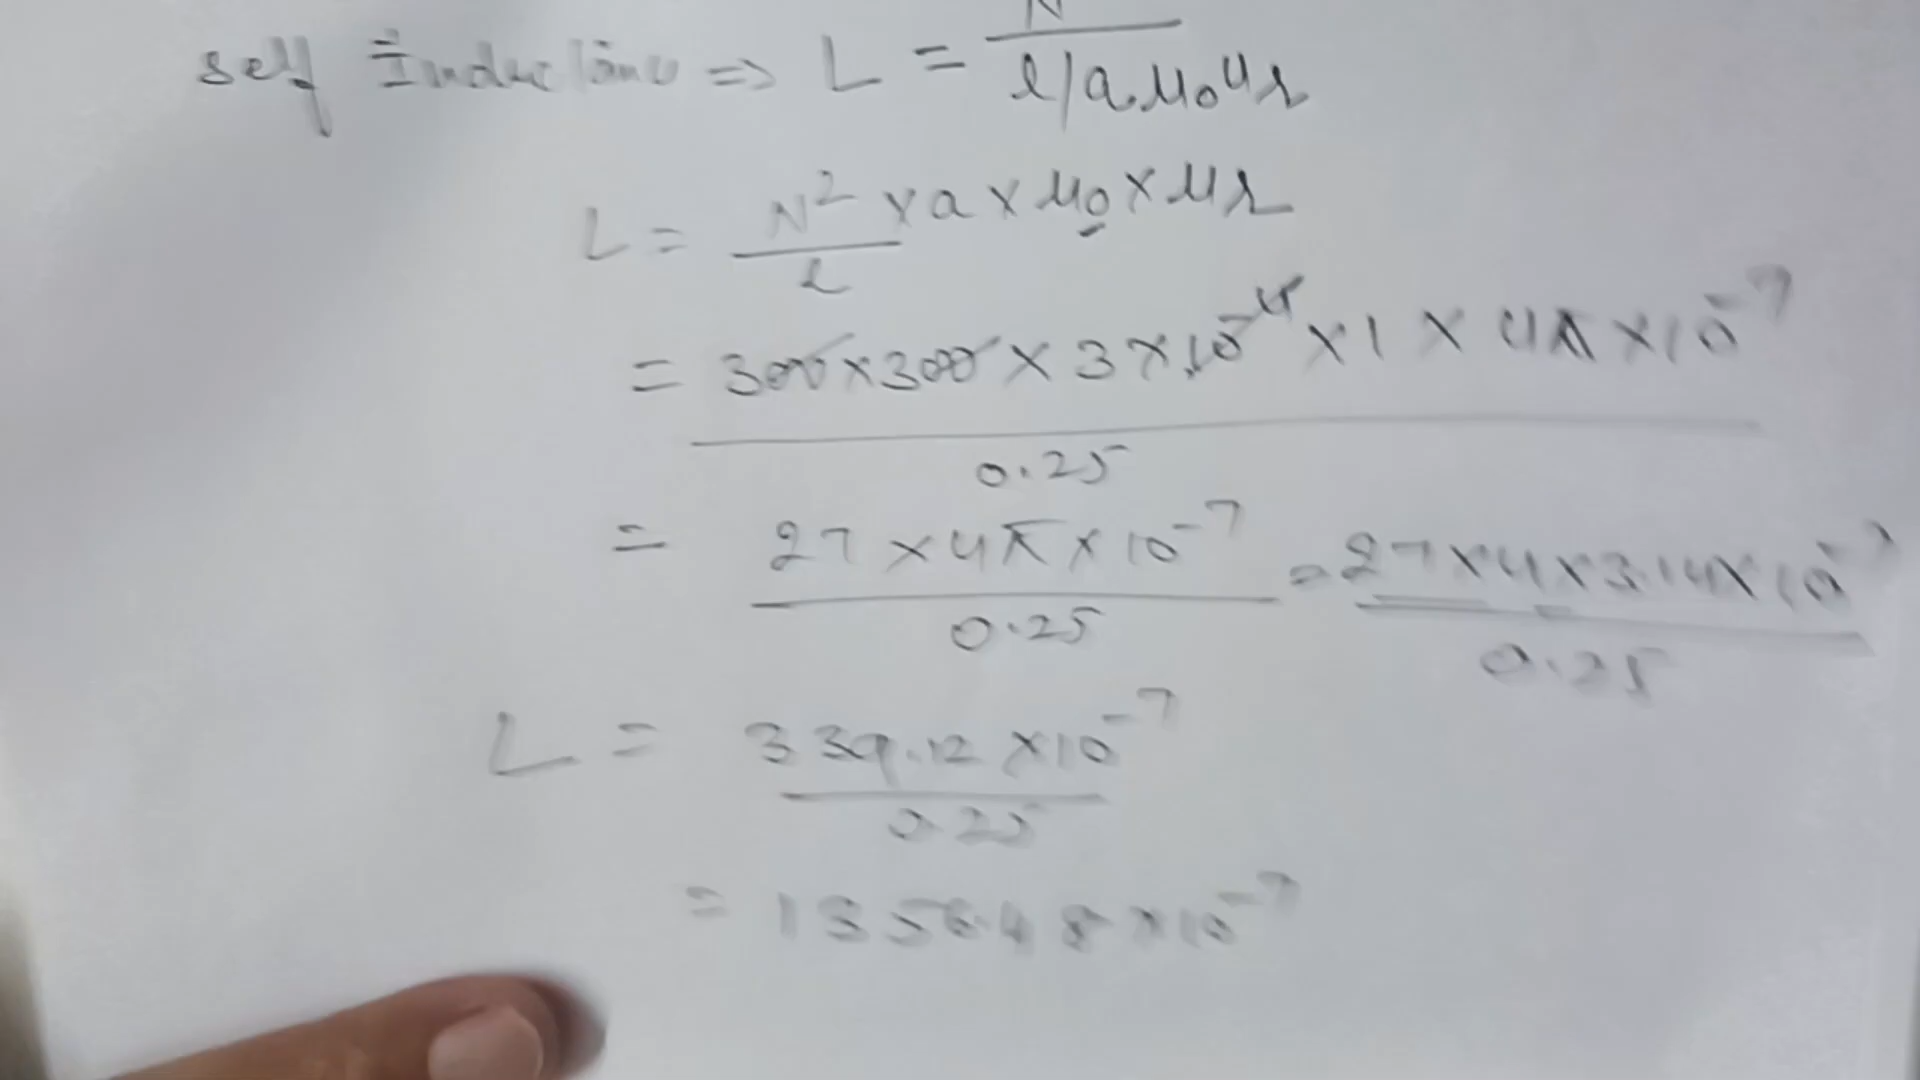 self Inductance => L = N / l/a μ0 μr
L = N² × a × μ0 × μr / l
= 300×300 × 3×10⁻⁴ × 1 × 4π × 10⁻⁷ / 0.25
= 27 × 4π × 10⁻⁷ / 0.25 = 27×4×3.14×10⁻⁷ / 0.25
L = 339.12 × 10⁻⁷ / 0.25
= 1356.48 × 10⁻⁷